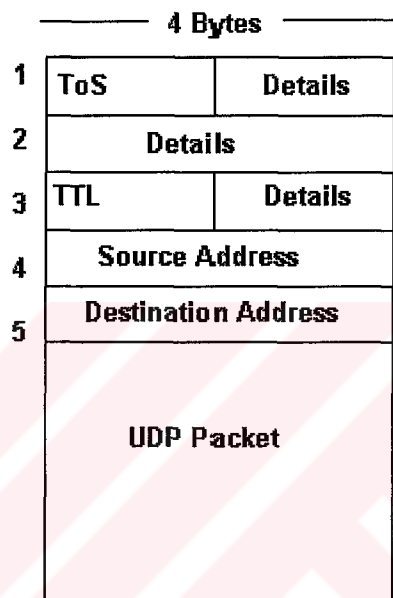 4 Bytes
1 ToS Details
2 Details
3 TTL Details
4 Source Address
5 Destination Address
UDP Packet